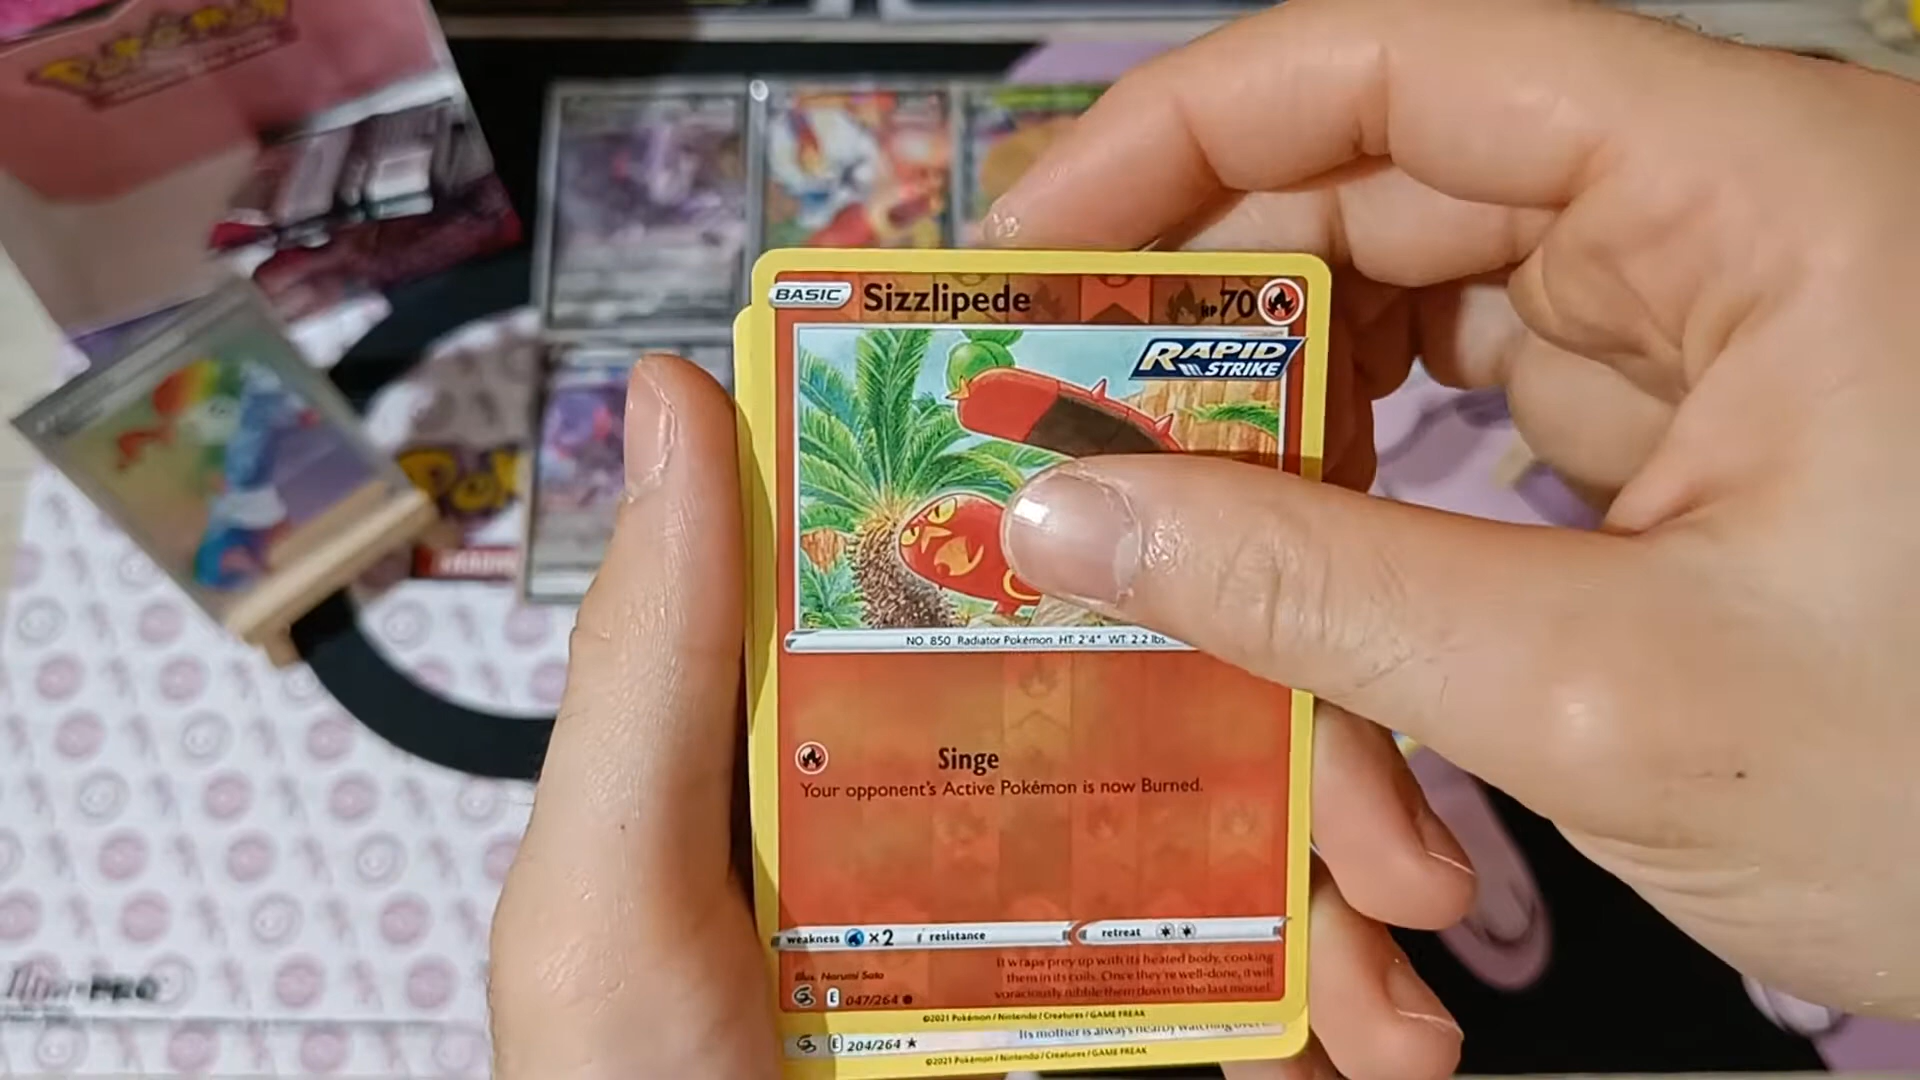 POKÉMON
BASIC Sizzlipede HP 70
RAPID
STRIKE
NO. 850 Radiator Pokémon HT: 2'4" WT: 2.2 lbs.
Singe
Your opponent's Active Pokémon is now Burned.
weakness ×2 resistance retreat
Illus. Narumi Sato
It wraps prey up with its heated body, cooking
them in its coils. Once they're well-done, it will
voraciously nibble them down to the last morsel.
E 047/264
©2021 Pokémon / Nintendo / Creatures / GAME FREAK
Its mother is always nearby watching over
E 204/264
©2021 Pokémon / Nintendo / Creatures / GAME FREAK